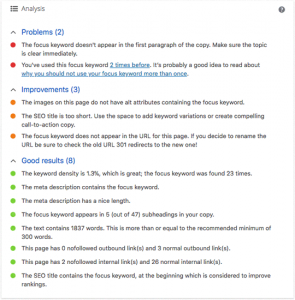 Analysis
Problems (2)
The focus keyword doesn't appear in the first paragraph of the copy. Make sure the
topic is clear immediately.
You've used this focus keyword 2 times before. It's probably a good idea to read about
why you should not use your focus keyword more than once.
Improvements (3)
The images on this page do not have alt attributes containing the focus keyword.
The SEO title is too short. Use the space to add keyword variations or create compelling
call-to-action copy.
The focus keyword does not appear in the URL for this page. If you decide to rename the
URL be sure to check the old URL 301 redirects to the new one!
Good results (8)
The keyword density is 1.3%, which is great; the focus keyword was found 23 times.
The meta description contains the focus keyword.
The meta description has a nice length.
The focus keyword appears in 5 (out of 47) subheadings in your copy.
The text contains 1837 words. This is more than or equal to the recommended minimum of
300 words.
This page has 0 nofollowed outbound link(s) and 3 normal outbound link(s).
This page has 2 nofollowed internal link(s) and 26 normal internal link(s).
The SEO title contains the focus keyword, at the beginning which is considered to improve
rankings.